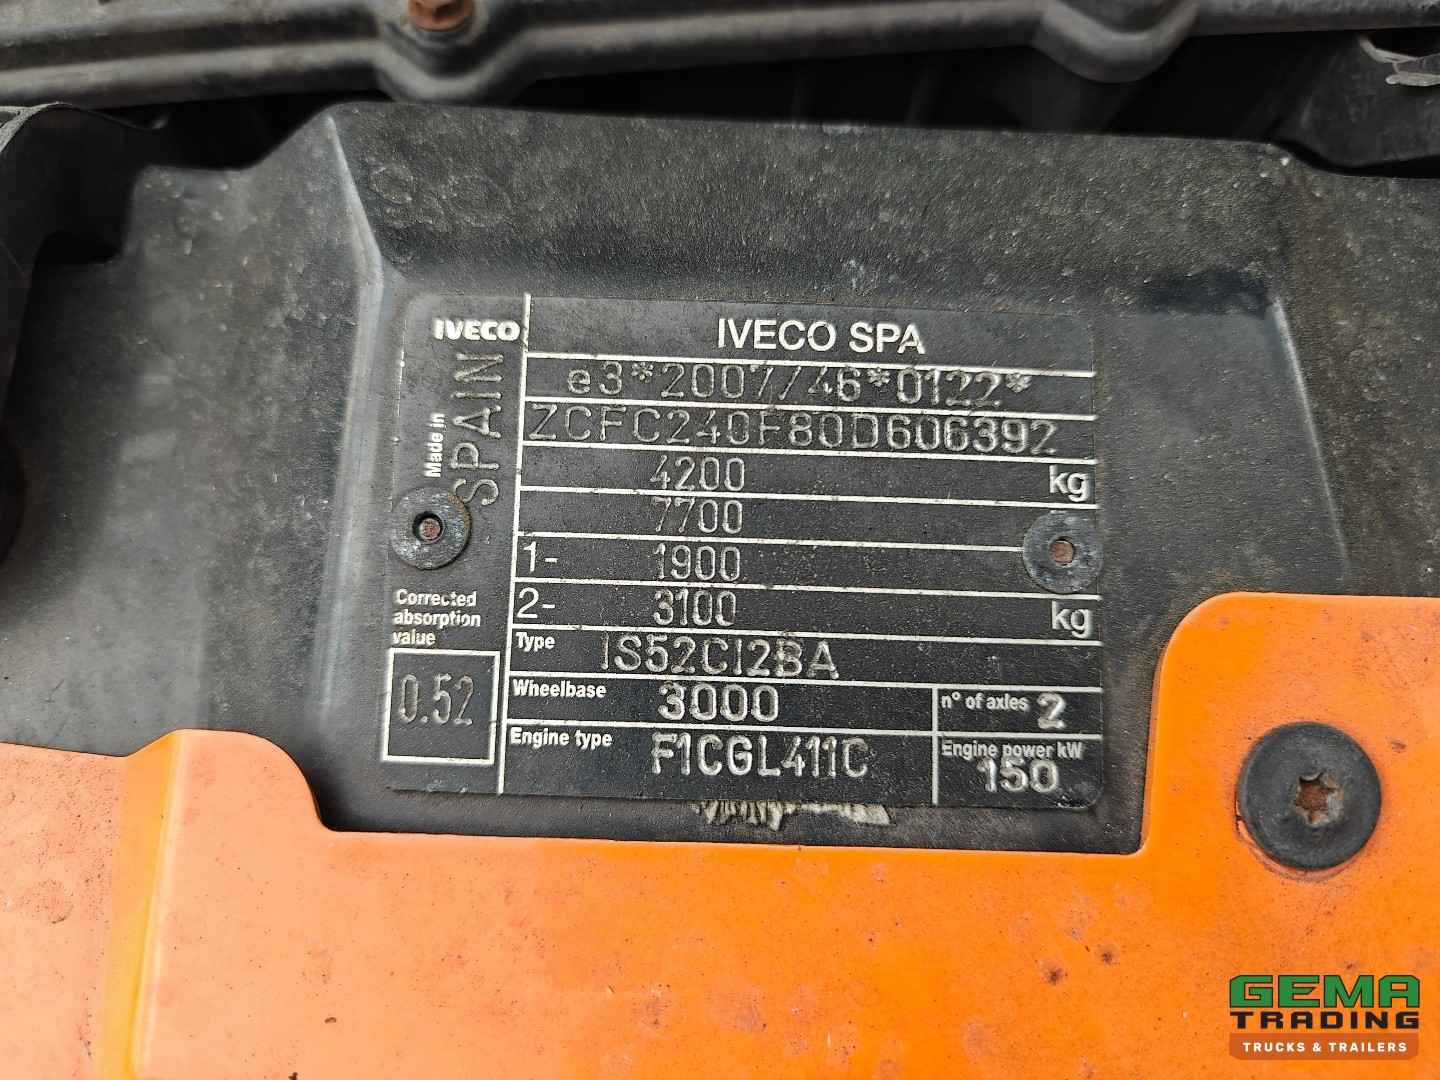 IVECO
IVECO SPA
Made in
SPAIN
e3*2007/46*0122*
ZCFC240F80D606392
4200 kg
7700
1- 1900
2- 3100 kg
Corrected
absorption
value
0.52
Type IS52CI2BA
Wheelbase 3000
n° of axles 2
Engine type F1CGL411C
Engine power kW
150
GEMA
TRADING
TRUCKS & TRAILERS